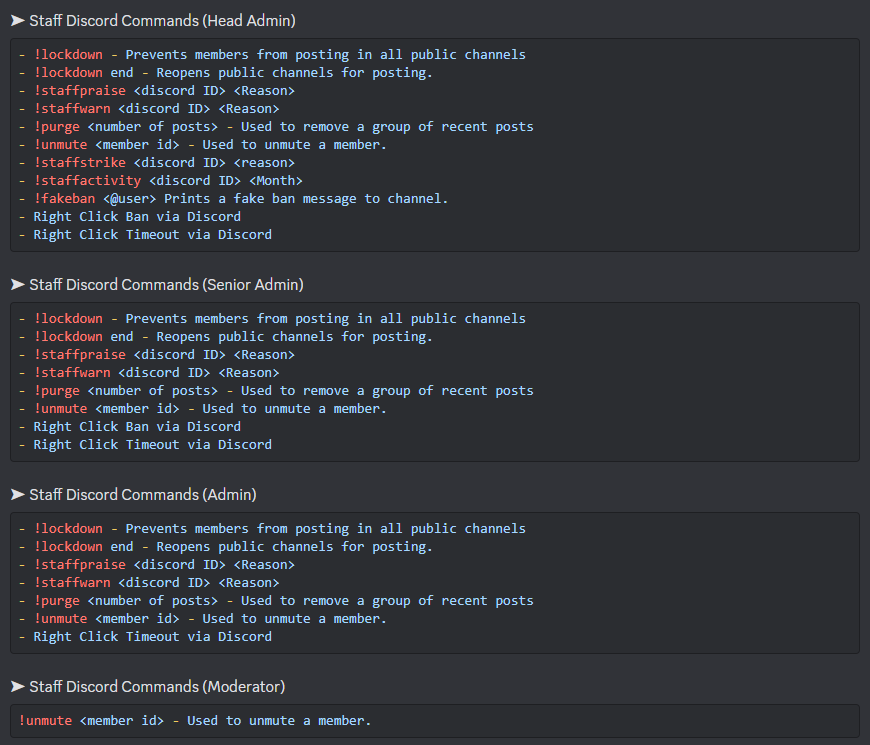 ➤ Staff Discord Commands (Head Admin)
- !lockdown - Prevents members from posting in all public channels
- !lockdown end - Reopens public channels for posting.
- !staffpraise <discord ID> <Reason>
- !staffwarn <discord ID> <Reason>
- !purge <number of posts> - Used to remove a group of recent posts
- !unmute <member id> - Used to unmute a member.
- !staffstrike <discord ID> <reason>
- !staffactivity <discord ID> <Month>
- !fakeban <@user> Prints a fake ban message to channel.
- Right Click Ban via Discord
- Right Click Timeout via Discord
➤ Staff Discord Commands (Senior Admin)
- !lockdown - Prevents members from posting in all public channels
- !lockdown end - Reopens public channels for posting.
- !staffpraise <discord ID> <Reason>
- !staffwarn <discord ID> <Reason>
- !purge <number of posts> - Used to remove a group of recent posts
- !unmute <member id> - Used to unmute a member.
- Right Click Ban via Discord
- Right Click Timeout via Discord
➤ Staff Discord Commands (Admin)
- !lockdown - Prevents members from posting in all public channels
- !lockdown end - Reopens public channels for posting.
- !staffpraise <discord ID> <Reason>
- !staffwarn <discord ID> <Reason>
- !purge <number of posts> - Used to remove a group of recent posts
- !unmute <member id> - Used to unmute a member.
- Right Click Timeout via Discord
➤ Staff Discord Commands (Moderator)
!unmute <member id> - Used to unmute a member.